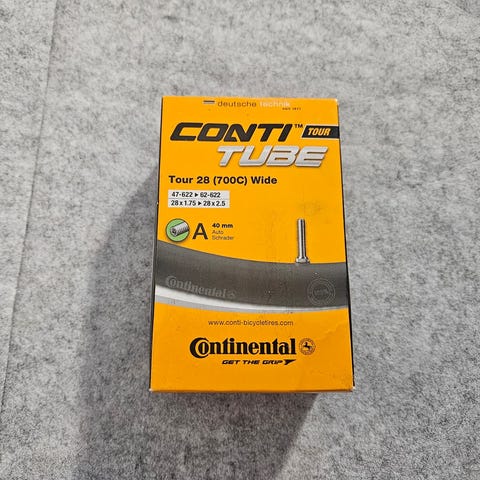 deutsche technik
CONTI™ TOUR
TUBE
Tour 28 (700C) Wide
47-622 ▸ 62-622
28 x 1.75 ▸ 28 x 2.5
A
40 mm
Auto
Schrader
Continental
www.conti-bicycletires.com
Continental
GET THE GRIP